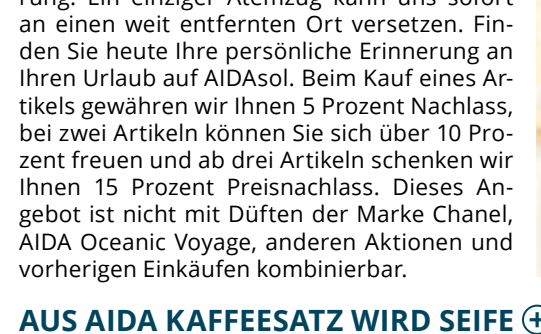 rung. Ein einziger Atemzug kann uns sofort
an einen weit entfernten Ort versetzen. Fin-
den Sie heute Ihre persönliche Erinnerung an
Ihren Urlaub auf AIDAsol. Beim Kauf eines Ar-
tikels gewähren wir Ihnen 5 Prozent Nachlass,
bei zwei Artikeln können Sie sich über 10 Pro-
zent freuen und ab drei Artikeln schenken wir
Ihnen 15 Prozent Preisnachlass. Dieses An-
gebot ist nicht mit Düften der Marke Chanel,
AIDA Oceanic Voyage, anderen Aktionen und
vorherigen Einkäufen kombinierbar.
AUS AIDA KAFFEESATZ WIRD SEIFE